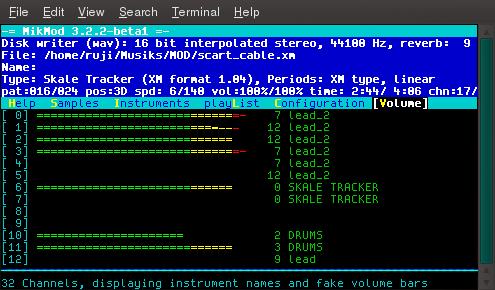 File Edit View Search Terminal Help
-= MikMod 3.2.2-beta1 =-
Disk writer (wav): 16 bit interpolated stereo, 44100 Hz, reverb: 9
File: /home/ruji/Musiks/MOD/scart_cable.xm
Name:
Type: Skale Tracker (XM format 1.04), Periods: XM type, linear
pat:016/024 pos:3D spd: 6/140 vol:100%/100% time: 2:44/ 4:06 chn:17/
Help Samples Instruments playList Configuration [Volume]
[ 0] 7 lead_2
[ 1] 12 lead_2
[ 2] 12 lead_2
[ 3] 7 lead_2
[ 4] 7 lead_2
[ 5] 12 lead_2
[ 6] 0 SKALE TRACKER
[ 7] 0 SKALE TRACKER
[ 8]
[ 9]
[10] 2 DRUMS
[11] 3 DRUMS
[12] 9 lead
32 Channels, displaying instrument names and fake volume bars